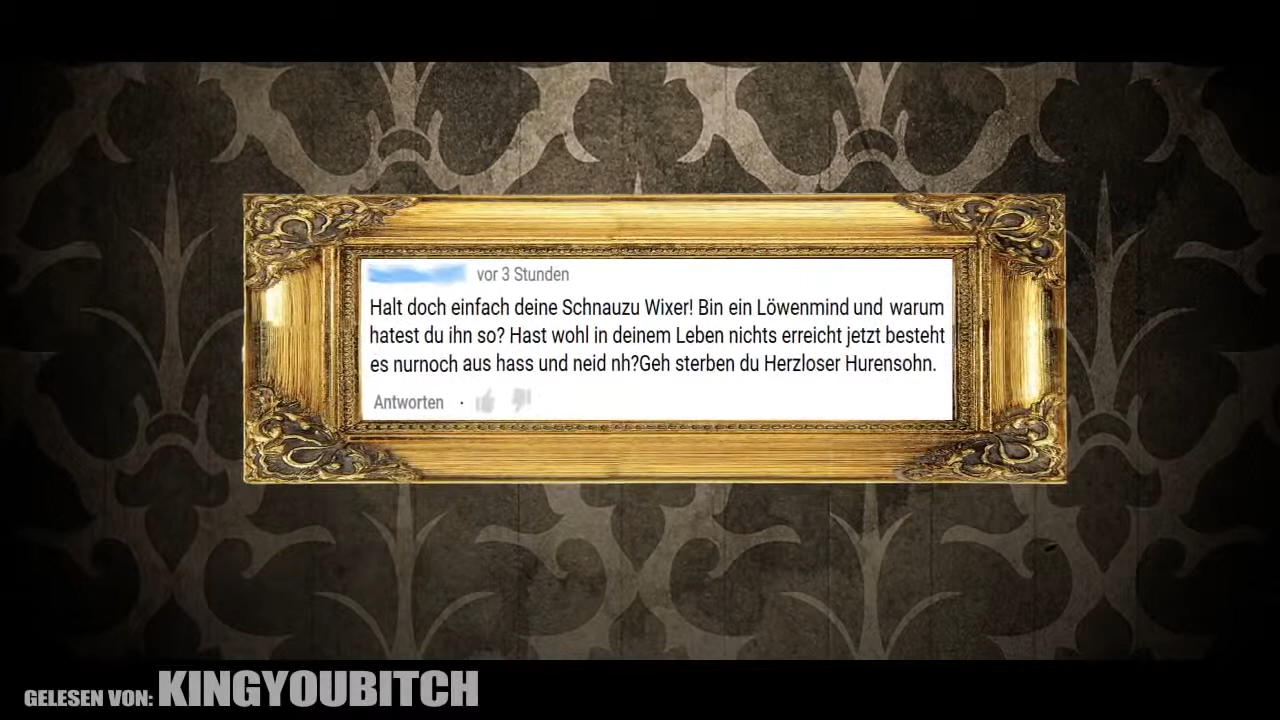 vor 3 Stunden
Halt doch einfach deine Schnauzu Wixer! Bin ein Löwenmind und warum
hatest du ihn so? Hast wohl in deinem Leben nichts erreicht jetzt besteht
es nurnoch aus hass und neid nh?Geh sterben du Herzloser Hurensohn.
Antworten ·
GELESEN VON: KINGYOUBITCH